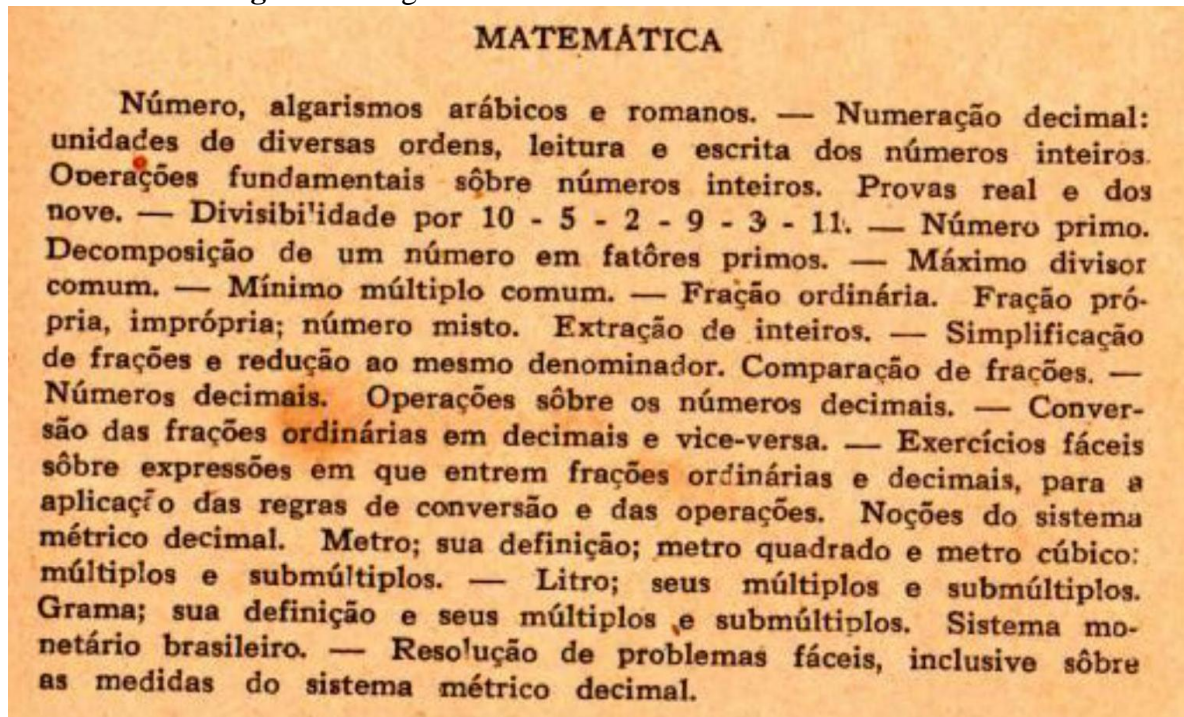 MATEMÁTICA
Número, algarismos arábicos e romanos. — Numeração decimal:
unidades de diversas ordens, leitura e escrita dos números inteiros.
Operações fundamentais sôbre números inteiros. Provas real e dos
nove. — Divisibilidade por 10 - 5 - 2 - 9 - 3 - 11. — Número primo.
Decomposição de um número em fatôres primos. — Máximo divisor
comum. — Mínimo múltiplo comum. — Fração ordinária. Fração pró-
pria, imprópria; número misto. Extração de inteiros. — Simplificação
de frações e redução ao mesmo denominador. Comparação de frações. —
Números decimais. Operações sôbre os números decimais. — Conver-
são das frações ordinárias em decimais e vice-versa. — Exercícios fáceis
sôbre expressões em que entrem frações ordinárias e decimais, para a
aplicação das regras de conversão e das operações. Noções do sistema
métrico decimal. Metro; sua definição; metro quadrado e metro cúbico:
múltiplos e submúltiplos. — Litro; seus múltiplos e submúltiplos.
Grama; sua definição e seus múltiplos e submúltiplos. Sistema mo-
netário brasileiro. — Resolução de problemas fáceis, inclusive sôbre
as medidas do sistema métrico decimal.